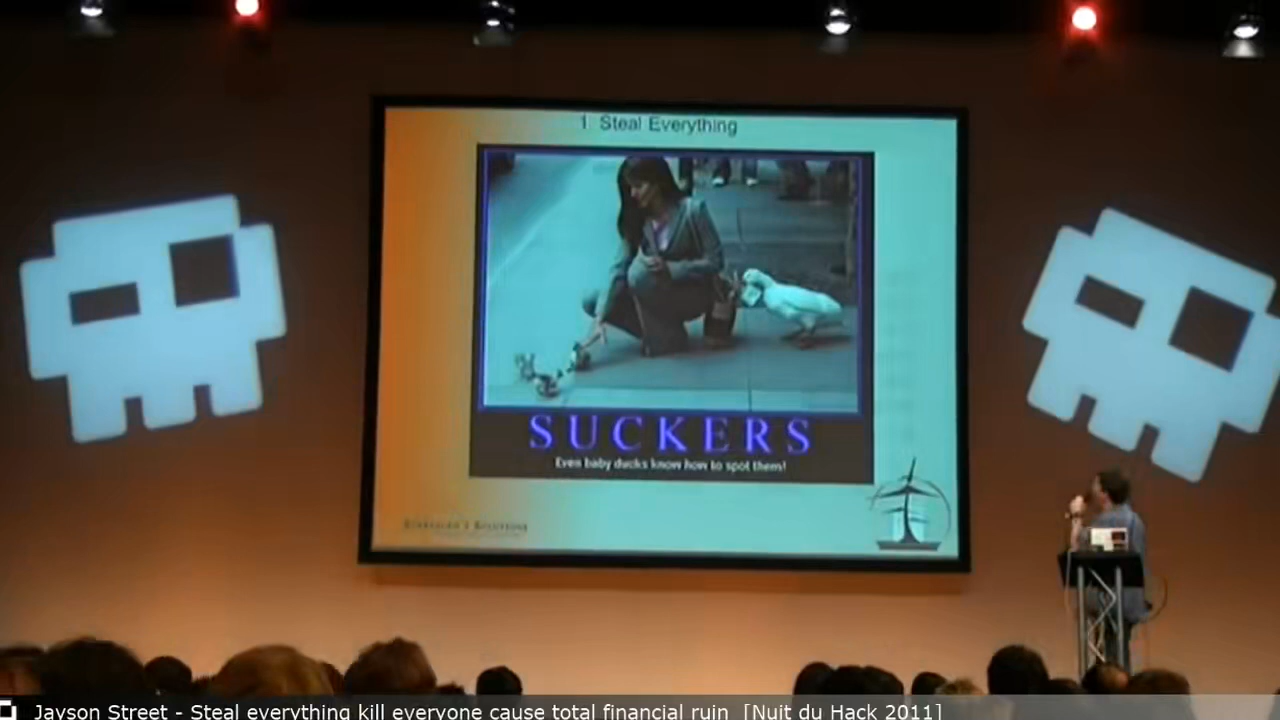 1 Steal Everything
SUCKERS
Even baby ducks know how to spot them!
Jayson Street - Steal everything kill everyone cause total financial ruin [Nuit du Hack 2011]